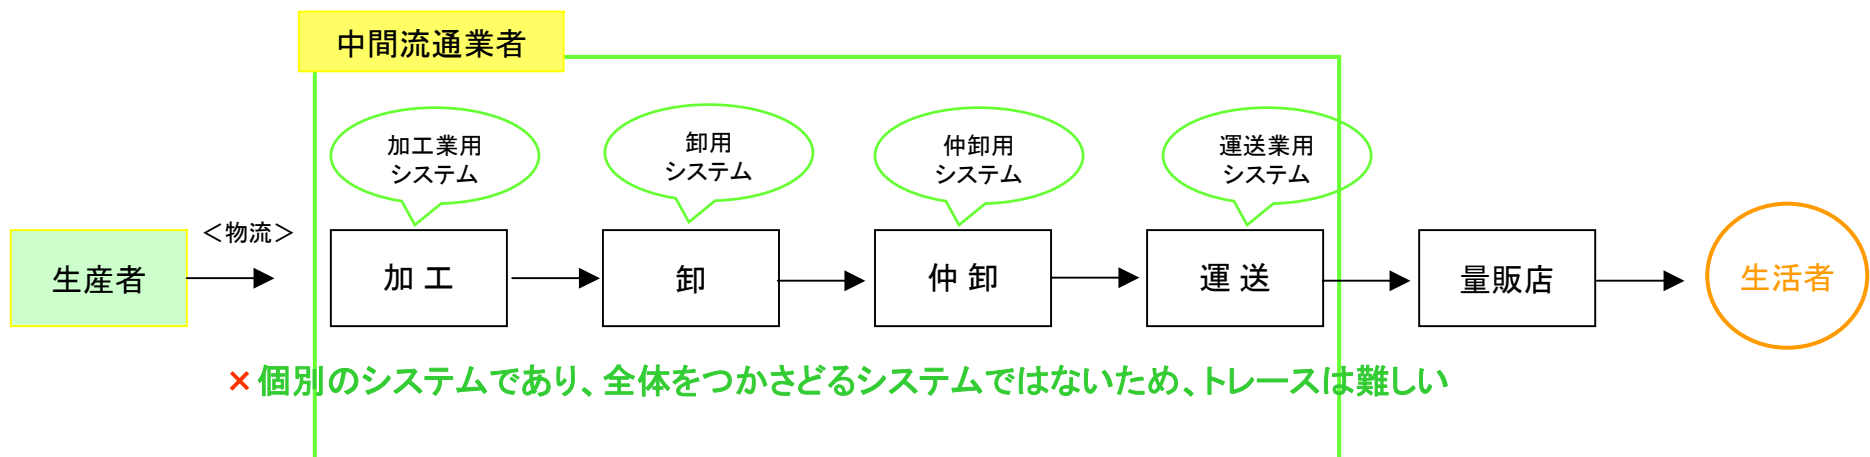 中間流通業者
加工業用
システム
卸用
システム
仲卸用
システム
運送業用
システム
＜物流＞
生産者
加 工
卸
仲 卸
運 送
量販店
生活者
×個別のシステムであり、全体をつかさどるシステムではないため、トレースは難しい